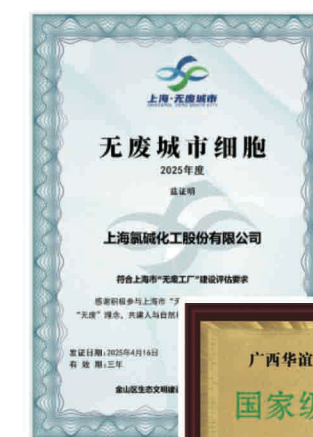 上海·无废城市
无废城市细胞
2025年度
兹证明
上海氯碱化工股份有限公司
符合上海市“无废工厂”建设评估要求
感谢积极参与上海市“无
“无废”理念，共建人与自然
发证日期：2025年4月16日
有 效 期：三年
金山区生态文明建
广西华谊
国家级